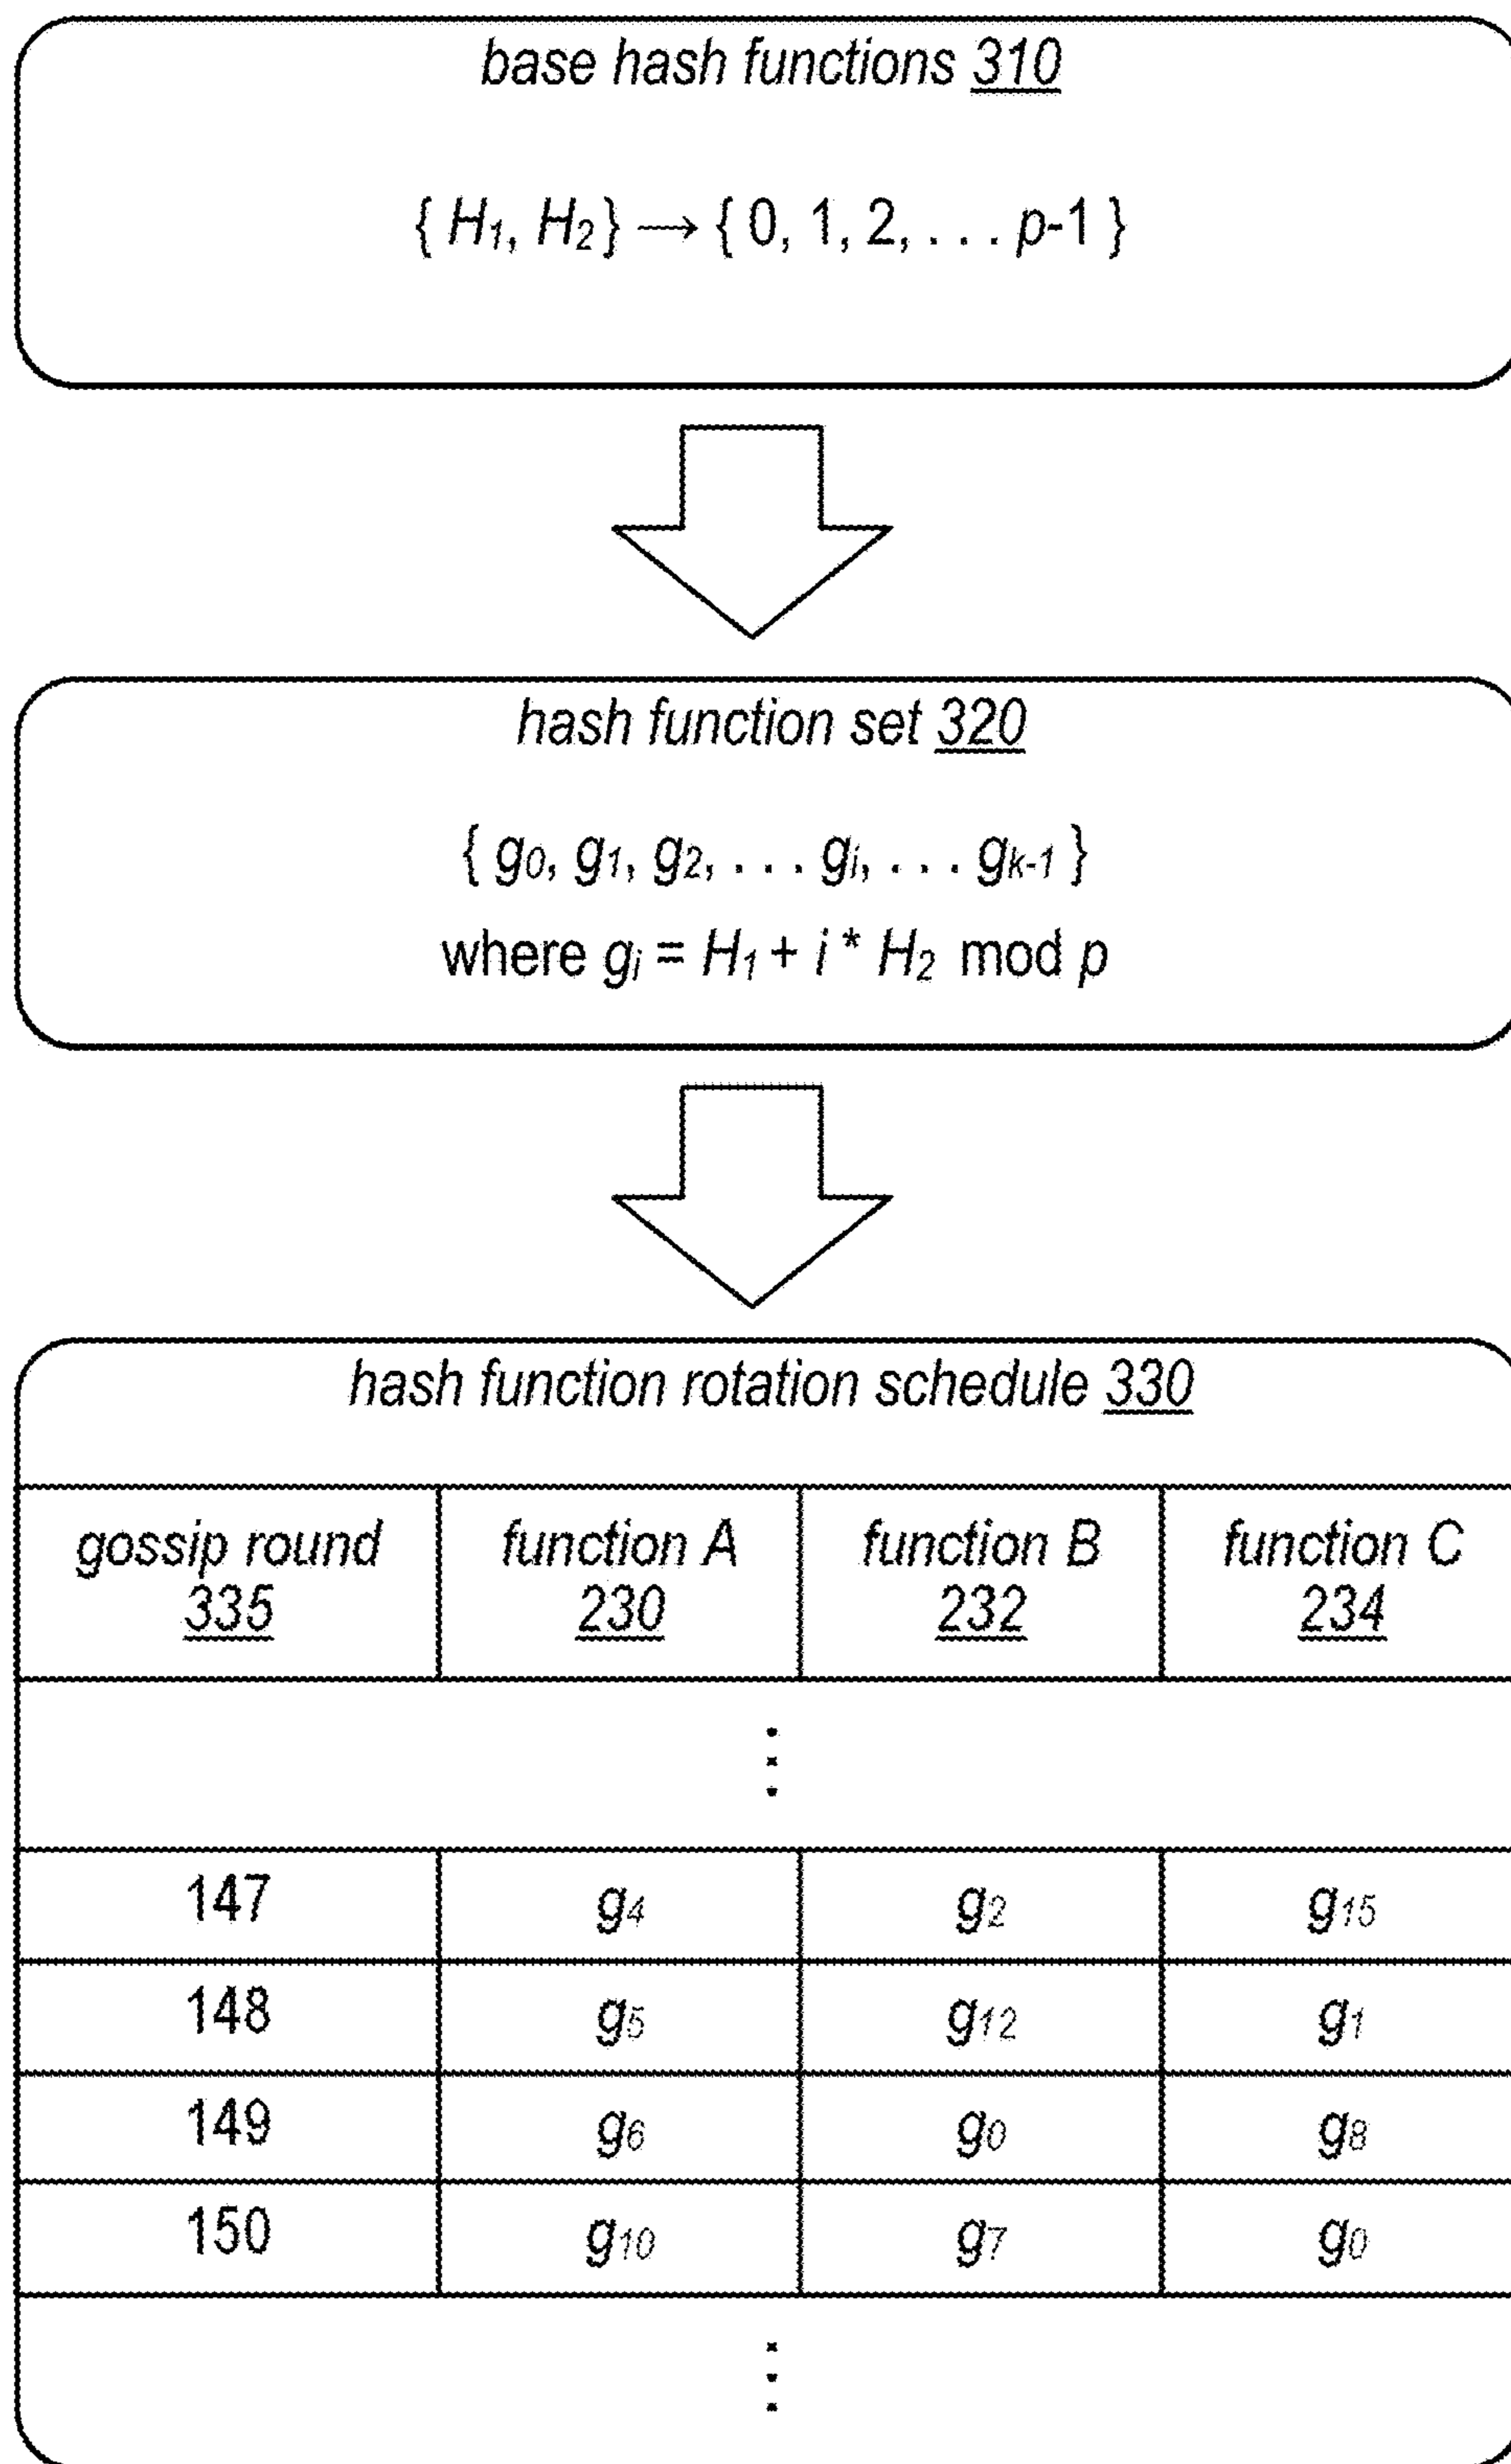 base hash functions 310
{ H1, H2 } → { 0, 1, 2, . . . p-1 }
hash function set 320
{ g0, g1, g2, . . . gi, . . . gk-1 }
where gi = H1 + i * H2 mod p
hash function rotation schedule 330
gossip round function A function B function C
335 230 232 234
147 g4 g2 g15
148 g5 g12 g1
149 g6 g0 g8
150 g10 g7 g0